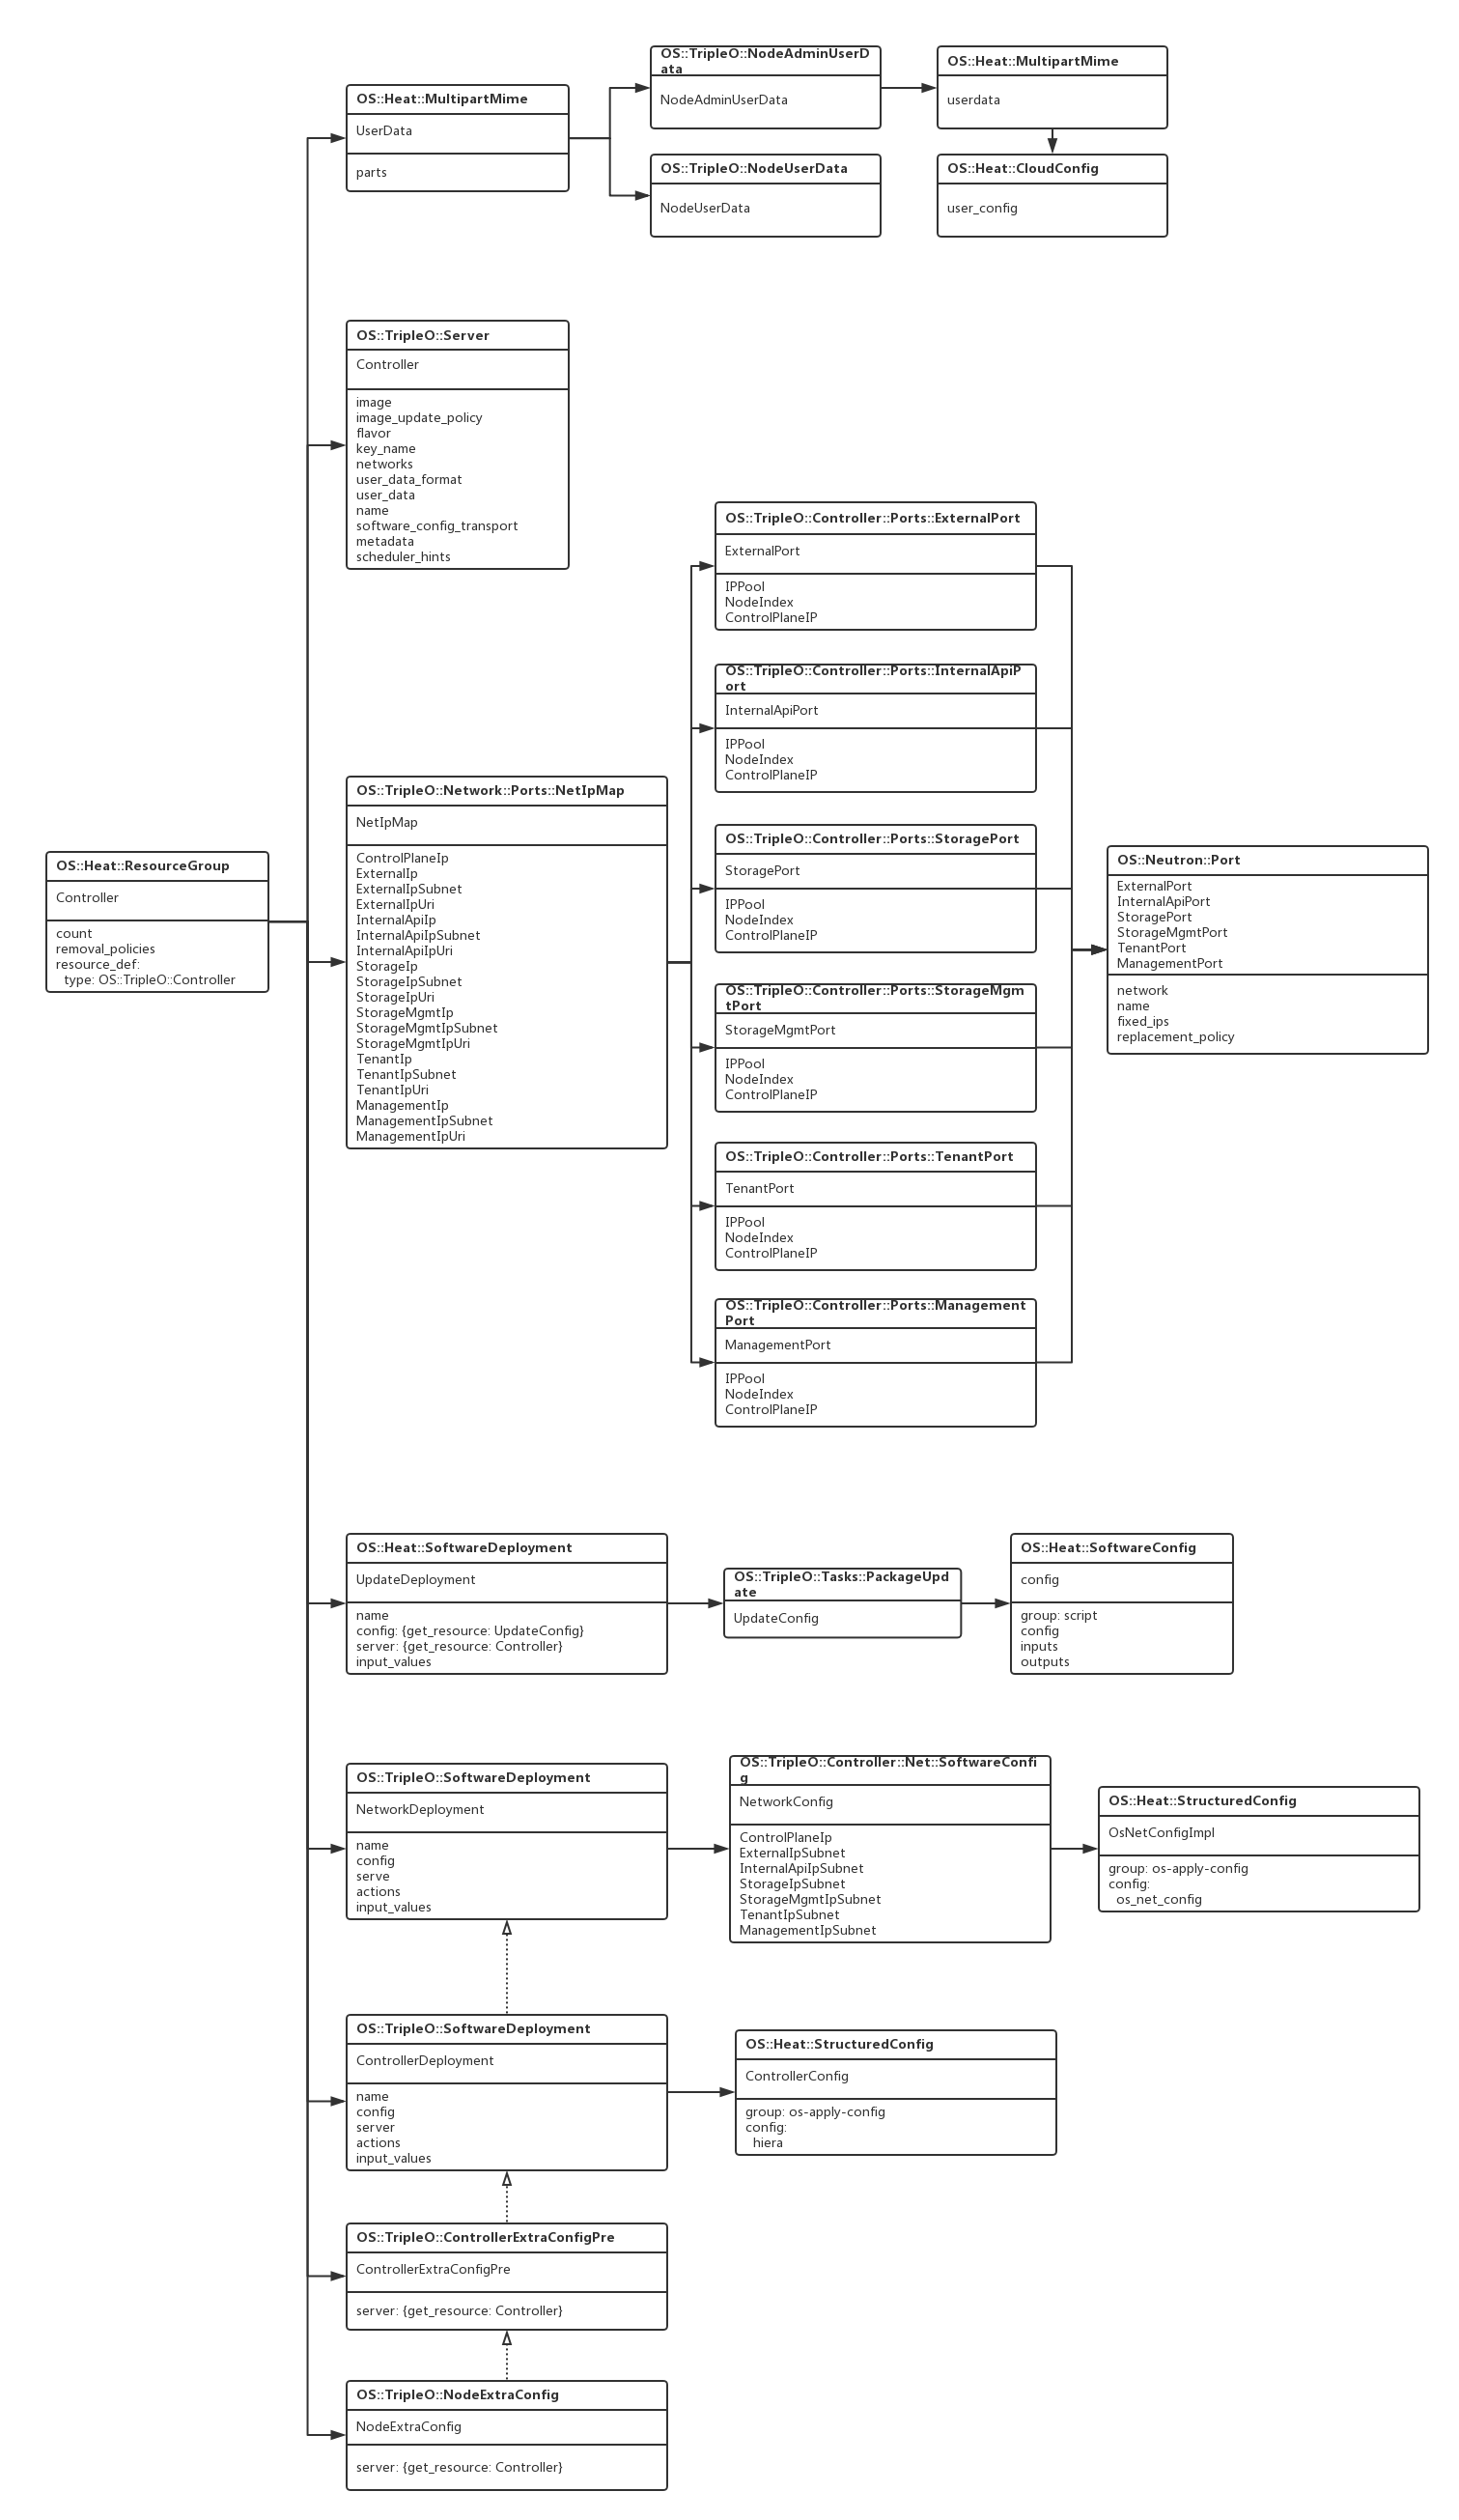 OS::TripleO::NodeAdminUserD
ata
NodeAdminUserData
OS::Heat::MultipartMime
userdata
OS::Heat::MultipartMime
UserData
parts
OS::TripleO::NodeUserData
NodeUserData
OS::Heat::CloudConfig
user_config
OS::TripleO::Server
Controller
image
image_update_policy
flavor
key_name
networks
user_data_format
user_data
name
software_config_transport
metadata
scheduler_hints
OS::TripleO::Controller::Ports::ExternalPort
ExternalPort
IPPool
NodeIndex
ControlPlaneIP
OS::TripleO::Controller::Ports::InternalApiP
ort
InternalApiPort
IPPool
NodeIndex
ControlPlaneIP
OS::TripleO::Network::Ports::NetIpMap
NetIpMap
ControlPlaneIp
ExternalIp
ExternalIpSubnet
ExternalIpUri
InternalApiIp
InternalApiIpSubnet
InternalApiIpUri
StorageIp
StorageIpSubnet
StorageIpUri
StorageMgmtIp
StorageMgmtIpSubnet
StorageMgmtIpUri
TenantIp
TenantIpSubnet
TenantIpUri
ManagementIp
ManagementIpSubnet
ManagementIpUri
OS::TripleO::Controller::Ports::StoragePort
StoragePort
IPPool
NodeIndex
ControlPlaneIP
OS::Heat::ResourceGroup
Controller
count
removal_policies
resource_def:
type: OS::TripleO::Controller
OS::Neutron::Port
ExternalPort
InternalApiPort
StoragePort
StorageMgmtPort
TenantPort
ManagementPort
network
name
fixed_ips
replacement_policy
OS::TripleO::Controller::Ports::StorageMgm
tPort
StorageMgmtPort
IPPool
NodeIndex
ControlPlaneIP
OS::TripleO::Controller::Ports::TenantPort
TenantPort
IPPool
NodeIndex
ControlPlaneIP
OS::TripleO::Controller::Ports::Management
Port
ManagementPort
IPPool
NodeIndex
ControlPlaneIP
OS::Heat::SoftwareDeployment
UpdateDeployment
name
config: {get_resource: UpdateConfig}
server: {get_resource: Controller}
input_values
OS::TripleO::Tasks::PackageUpd
ate
UpdateConfig
OS::Heat::SoftwareConfig
config
group: script
config
inputs
outputs
OS::TripleO::SoftwareDeployment
NetworkDeployment
name
config
serve
actions
input_values
OS::TripleO::Controller::Net::SoftwareConfi
g
NetworkConfig
ControlPlaneIp
ExternalIpSubnet
InternalApiIpSubnet
StorageIpSubnet
StorageMgmtIpSubnet
TenantIpSubnet
ManagementIpSubnet
OS::Heat::StructuredConfig
OsNetConfigImpl
group: os-apply-config
config:
os_net_config
OS::TripleO::SoftwareDeployment
ControllerDeployment
name
config
server
actions
input_values
OS::Heat::StructuredConfig
ControllerConfig
group: os-apply-config
config:
hiera
OS::TripleO::ControllerExtraConfigPre
ControllerExtraConfigPre
server: {get_resource: Controller}
OS::TripleO::NodeExtraConfig
NodeExtraConfig
server: {get_resource: Controller}